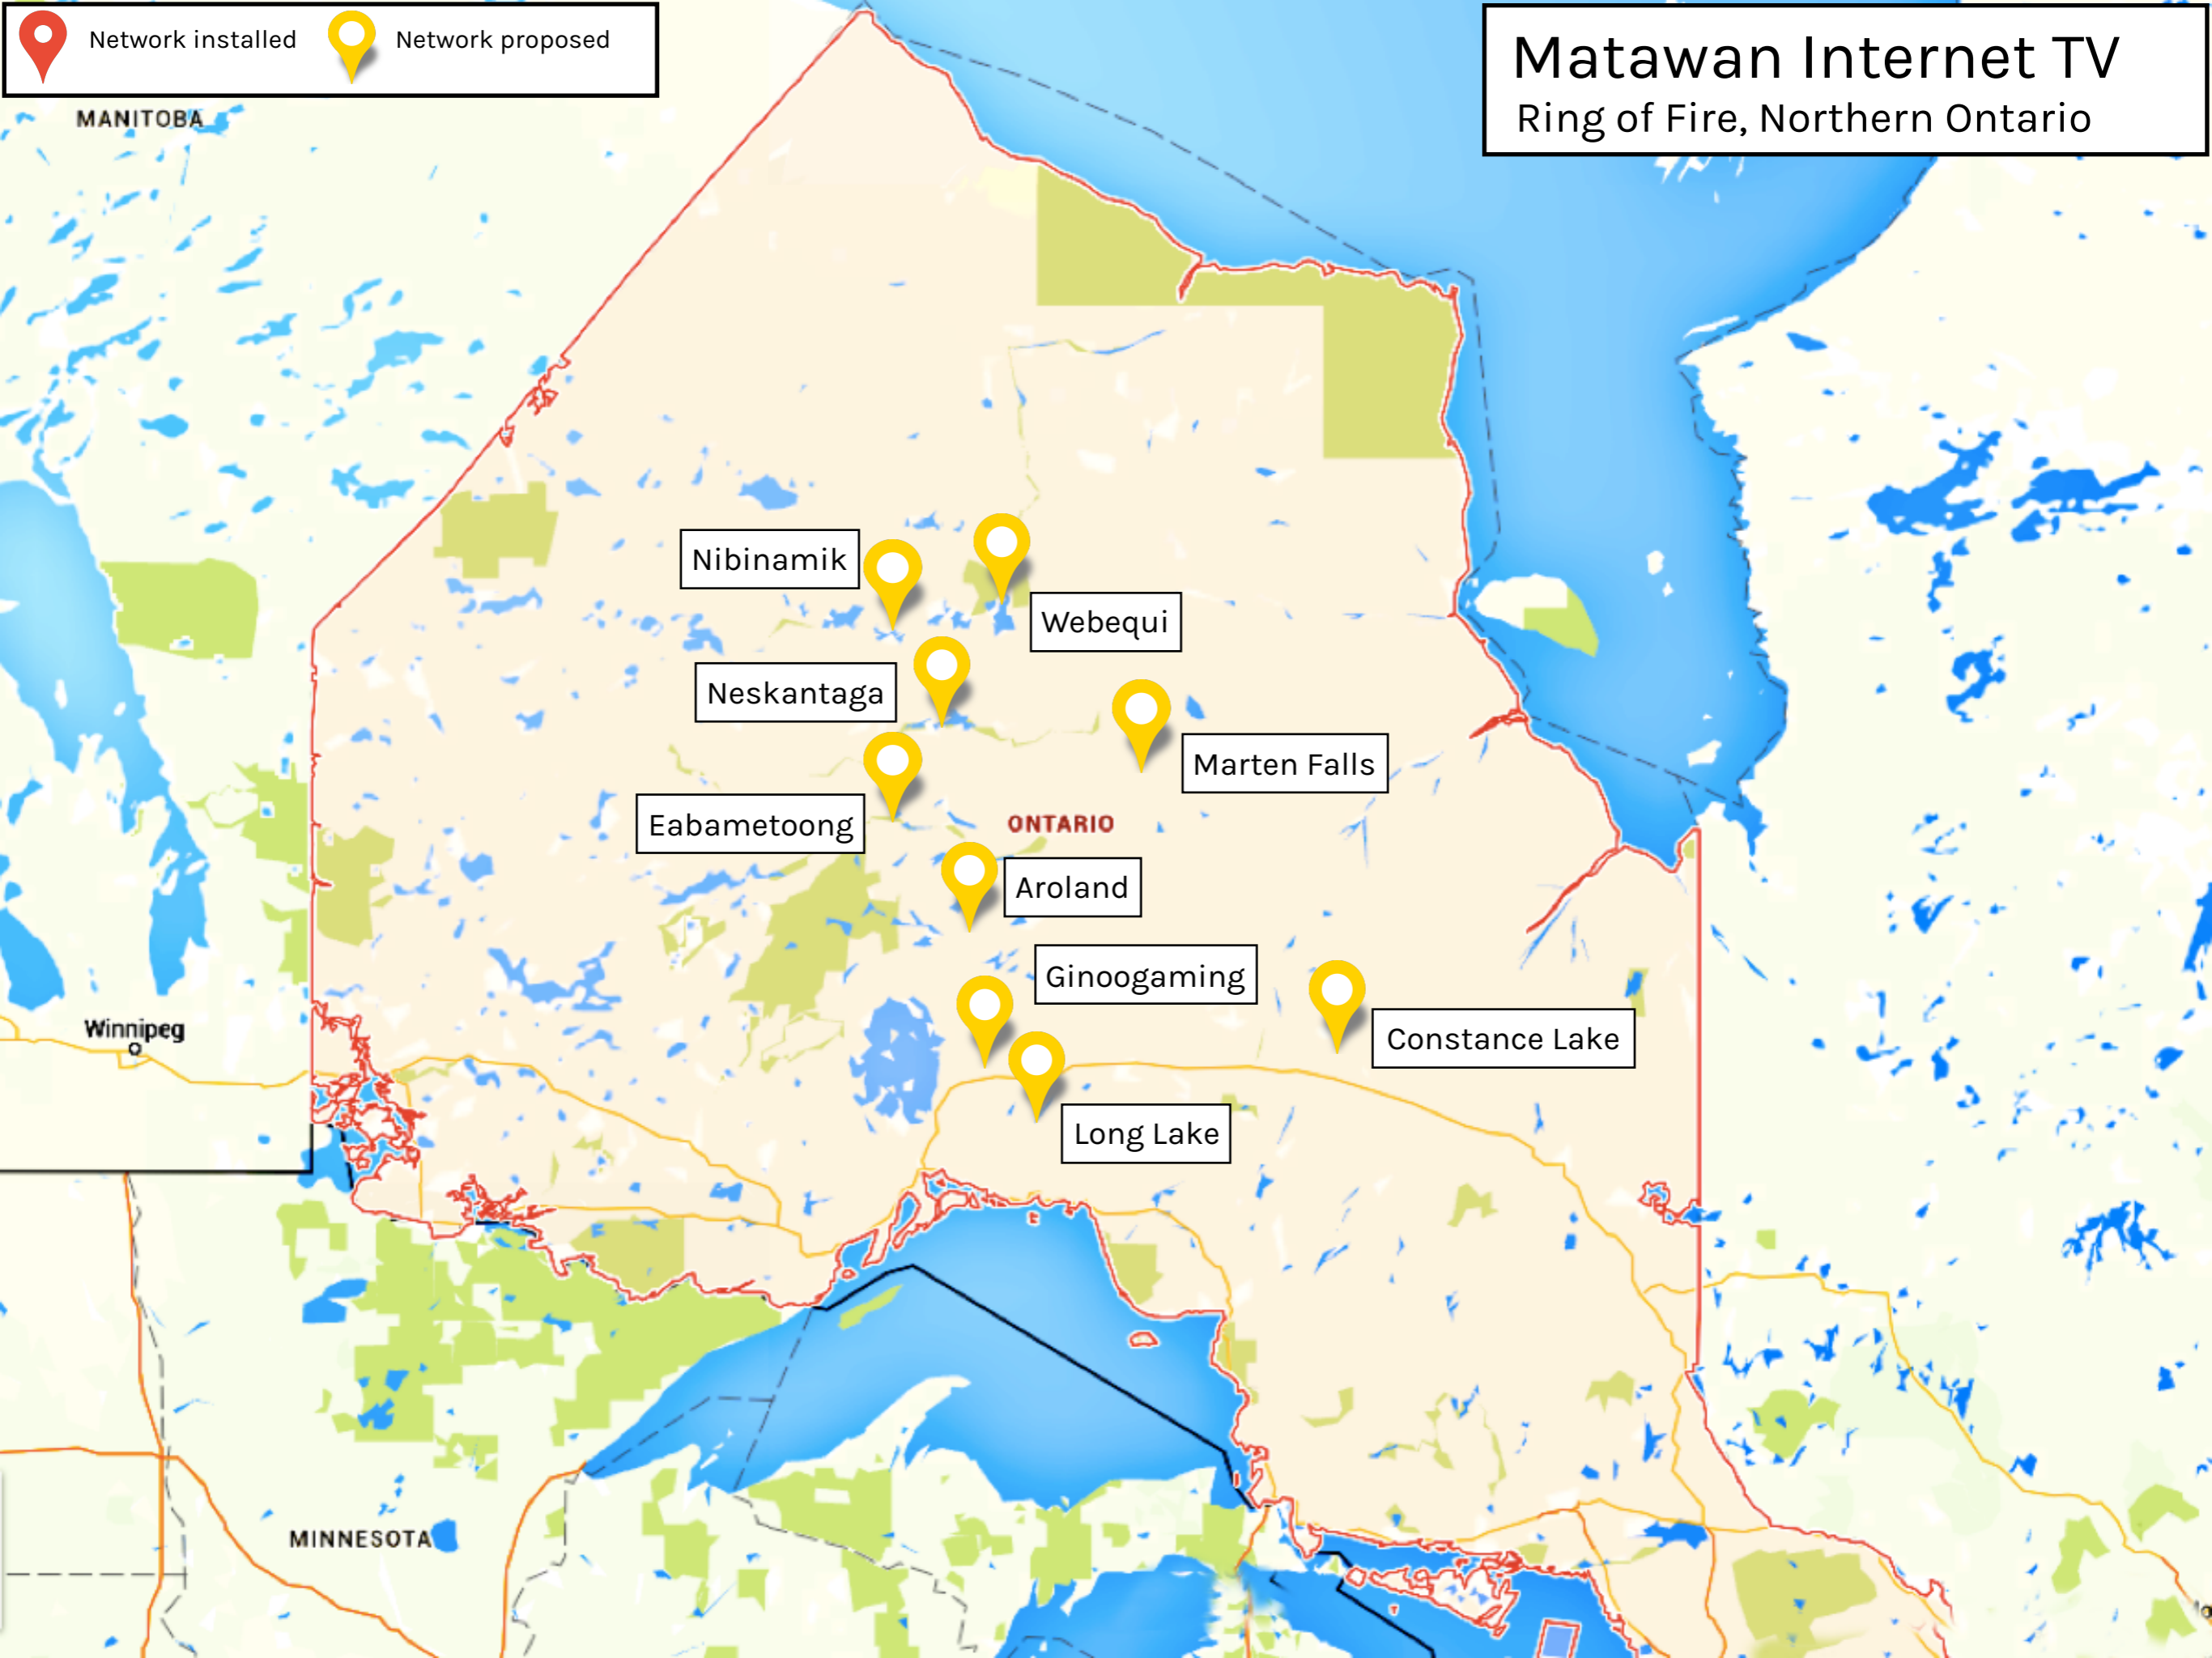 Network installed
Network proposed
Matawan Internet TV
Ring of Fire, Northern Ontario
MANITOBA
Nibinamik
Webequi
Neskantaga
Marten Falls
Eabametoong
ONTARIO
Aroland
Ginoogaming
Constance Lake
Winnipeg
Long Lake
MINNESOTA